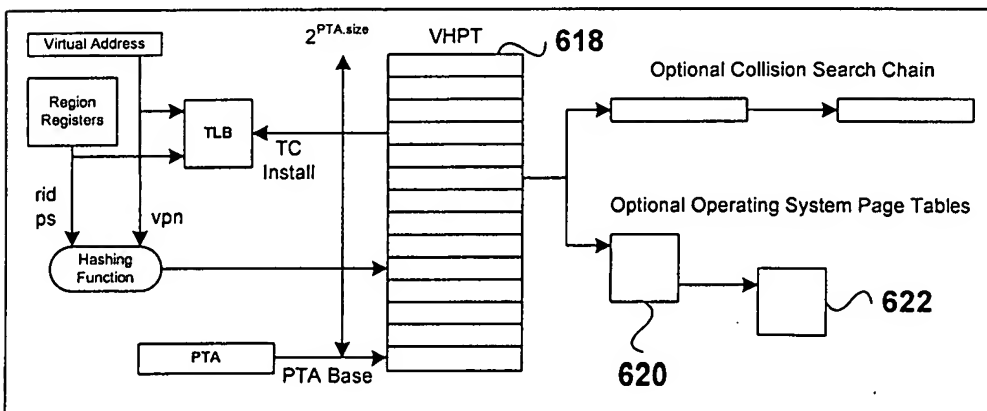 Virtual Address
Region
Registers
TLB
TC
Install
rid
ps
vpn
Hashing
Function
PTA
PTA Base
2^PTA.size
VHPT
618
Optional Collision Search Chain
Optional Operating System Page Tables
620
622